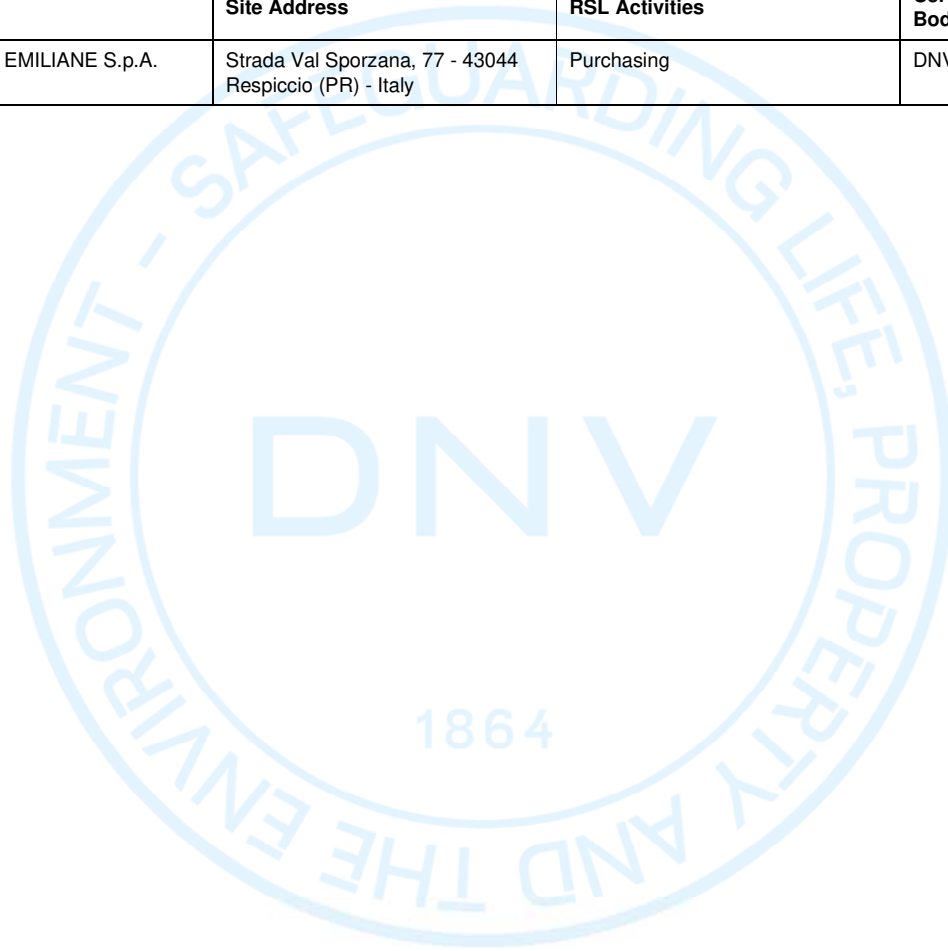 Site Address
RSL Activities
EMILIANE S.p.A.
Strada Val Sporzana, 77 - 43044
Respiccio (PR) - Italy
Purchasing
DNV
SAFEGUARDING LIFE, PROPERTY AND THE ENVIRONMENT -
DNV
1864